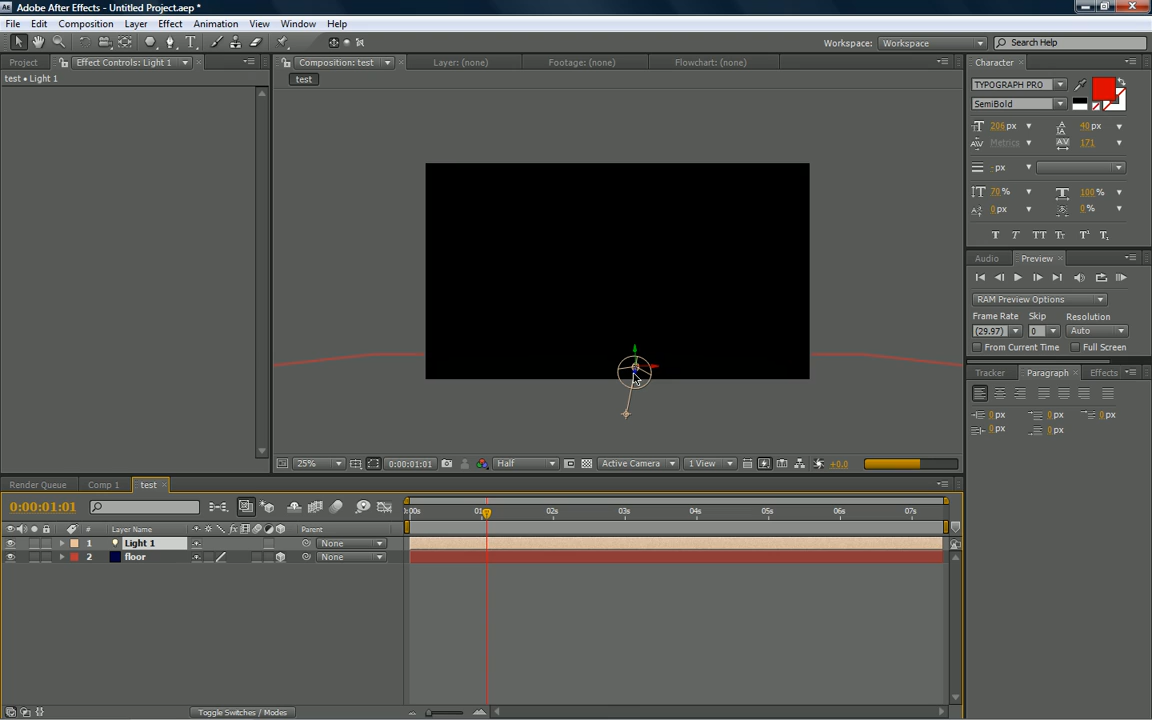 Adobe After Effects - Untitled Project.aep *
File Edit Composition Layer Effect Animation View Window Help
Workspace: Workspace Search Help
Project Effect Controls: Light 1 Composition: test Layer: (none) Footage: (none) Flowchart: (none) Character
test • Light 1
test
TYPOGRAPH PRO
SemiBold
206 px 40 px
Metrics 171
- px
70 % 100 %
0 px 0 %
T T TT Tt T¹ T₁
Audio Preview
RAM Preview Options
Frame Rate Skip Resolution
(29.97) 0 Auto
From Current Time Full Screen
Tracker Paragraph Effects
0 px 0 px 0 px
0 px 0 px
25% 0:00:01:01 Half Active Camera 1 View +0.0
Render Queue Comp 1 test
0:00:01:01
:00s 01s 02s 03s 04s 05s 06s 07s
# Layer Name fx Parent
1 Light 1 None
2 floor None
Toggle Switches / Modes